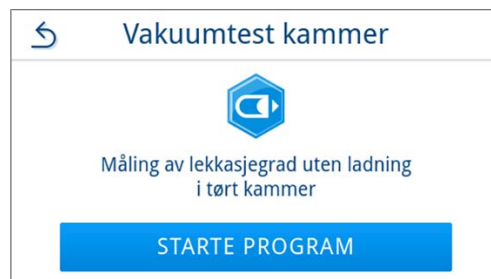 Vakuumtest kammer
Måling av lekkasjegrad uten ladning
i tørt kammer
STARTE PROGRAM